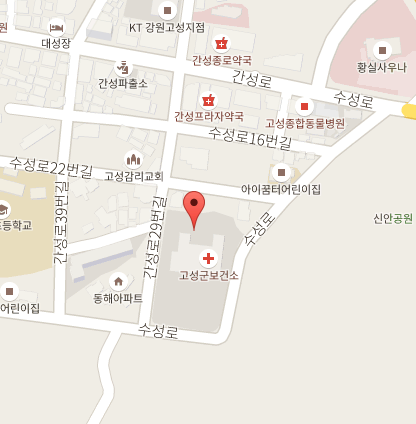 원
KT 강원고성지점
대성장
간성종로약국
황실사우나
간성로
간성파출소
수성로
간성프라자약국
고성종합동물병원
수성로16번길
수성로22번길
고성감리교회
아이꿈터어린이집
간성로39번길
간성로29번길
수성로
신안공원
등학교
고성군보건소
동해아파트
어린이집
수성로